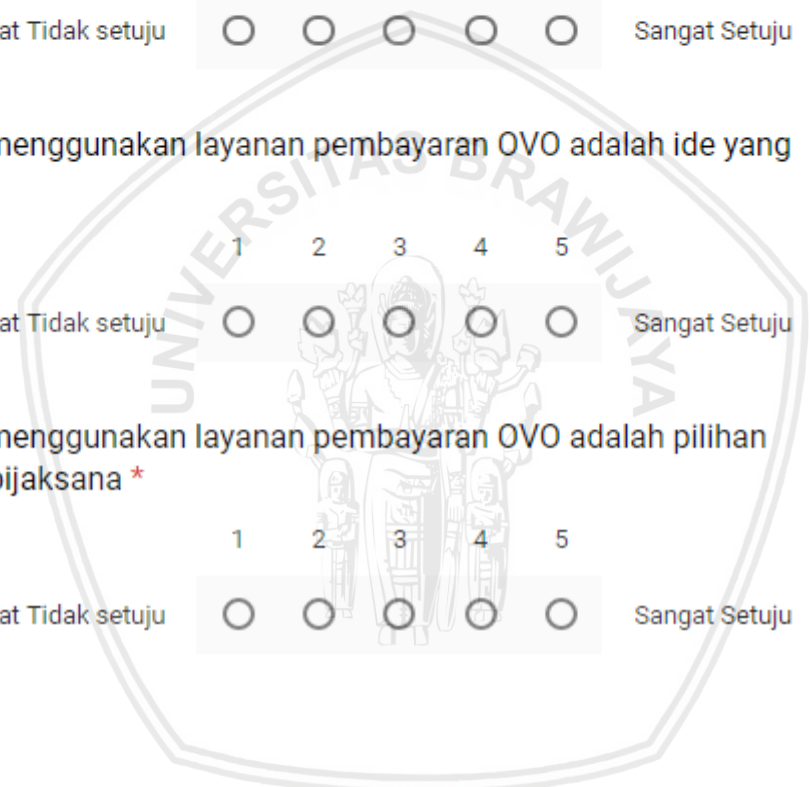 at Tidak setuju Sangat Setuju
menggunakan layanan pembayaran OVO adalah ide yang
1 2 3 4 5
at Tidak setuju Sangat Setuju
menggunakan layanan pembayaran OVO adalah pilihan
bijaksana *
1 2 3 4 5
at Tidak setuju Sangat Setuju
UNIVERSITAS BRAWIJAYA